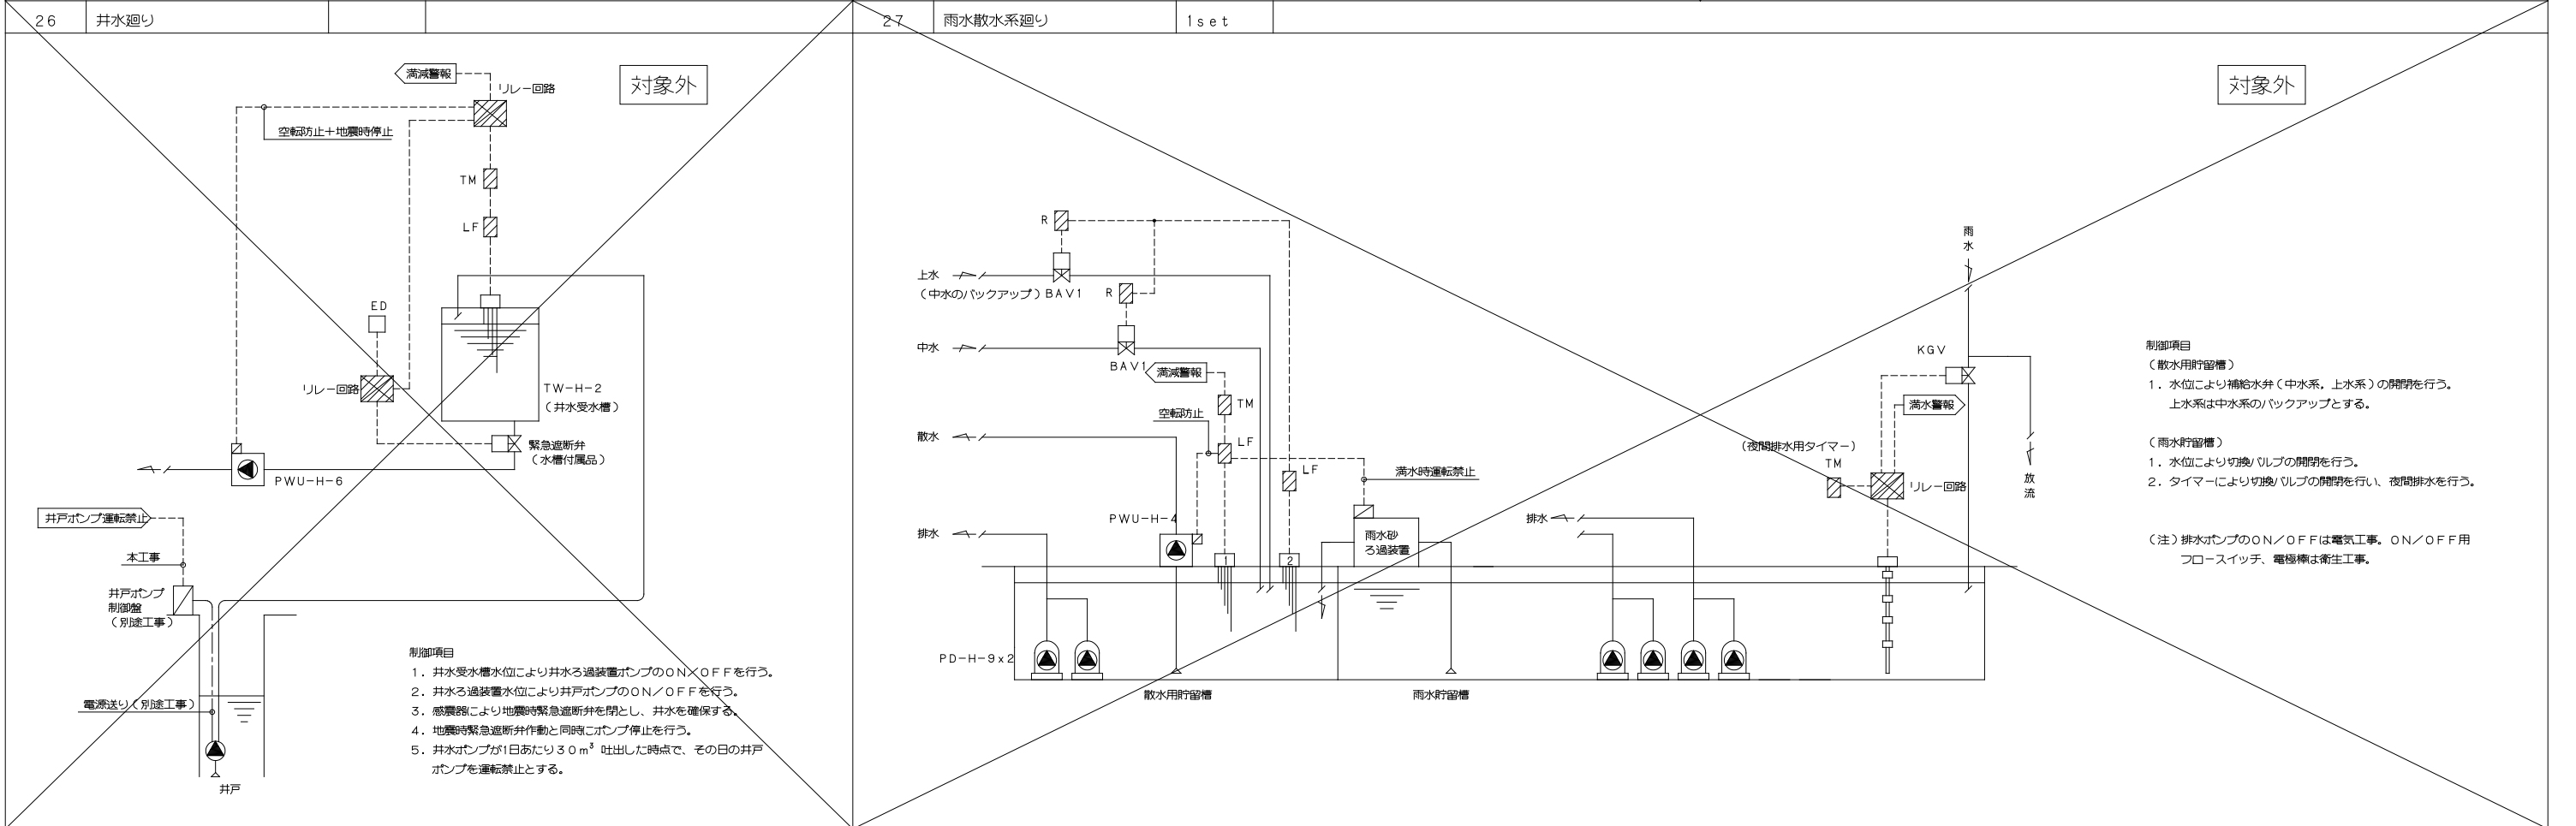 26 井水廻り
対象外
満減警報
リレー回路
空転防止＋地震時停止
TM
LF
ED
リレー回路
TW-H-2
（井水受水槽）
緊急遮断弁
（水槽付属品）
PWU-H-6
井戸ポンプ運転禁止
本工事
井戸ポンプ
制御盤
（別途工事）
電源送り（別途工事）
井戸
制御項目
1．井水受水槽水位により井水ろ過装置ポンプのON／OFFを行う。
2．井水ろ過装置水位により井戸ポンプのON／OFFを行う。
3．感震器により地震時緊急遮断弁を閉とし、井水を確保する。
4．地震時緊急遮断弁作動と同時にポンプ停止を行う。
5．井水ポンプが1日あたり30m³ 吐出した時点で、その日の井戸
ポンプを運転禁止とする。
27 雨水散水系廻り 1set
対象外
R
上水
（中水のバックアップ）BAV1
R
中水
BAV1
満減警報
TM
空転防止
散水
LF
LF
満水時運転禁止
PWU-H-4
排水
1
2
雨水砂
ろ過装置
排水
PD-H-9x2
散水用貯留槽
雨水貯留槽
雨水
KGV
満水警報
（夜間排水用タイマー）
TM
リレー回路
放流
制御項目
（散水用貯留槽）
1．水位により補給水弁（中水系，上水系）の開閉を行う。
上水系は中水系のバックアップとする。
（雨水貯留槽）
1．水位により切換バルブの開閉を行う。
2．タイマーにより切換バルブの開閉を行い、夜間排水を行う。
（注）排水ポンプのON／OFFは電気工事。ON／OFF用
フロースイッチ、電極棒は衛生工事。